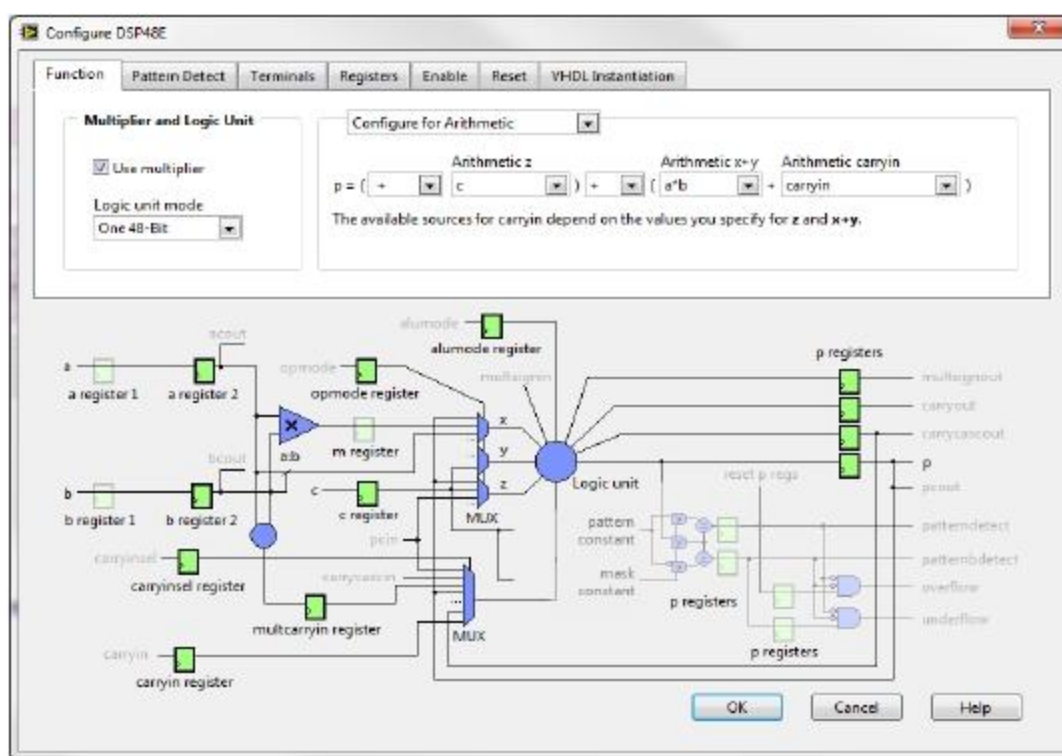 Configure DSP48E
Function Pattern Detect Terminals Registers Enable Reset VHDL Instantiation
Multiplier and Logic Unit
Use multiplier
Logic unit mode
One 48-Bit
Configure for Arithmetic
Arithmetic z Arithmetic x+y Arithmetic carryin
p = ( + c ) + ( a*b + carryin )
The available sources for carryin depend on the values you specify for z and x+y.
acout
alumode
alumode register
p registers
a
a register 1 a register 2
opmode
opmode register
multsignin
multsignout
carryout
carrycascout
x
m register
a:b
x
y
z
bcout
b
b register 1 b register 2
c
c register
MUX
Logic unit
reset p regs
p
pcout
pcin
pattern constant
mask constant
p registers
patterndetect
patternbdetect
overflow
underflow
p registers
carryinsel
carryinsel register
carrycascin
multcarryin register
MUX
carryin
carryin register
OK Cancel Help